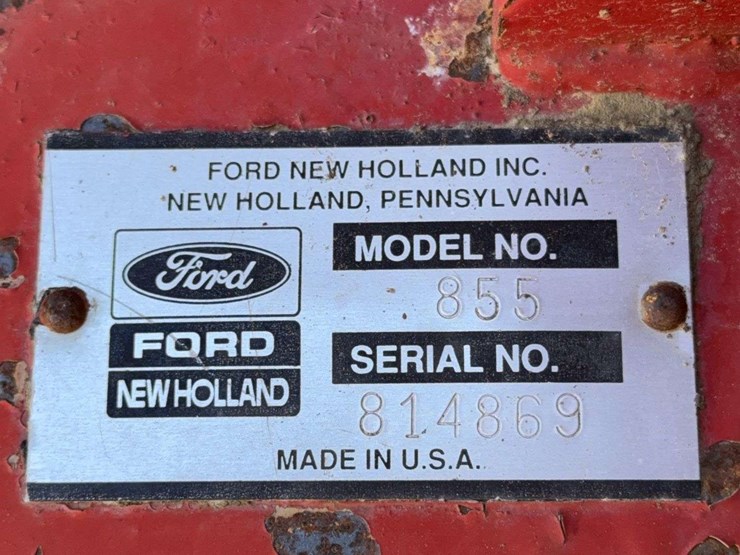 FORD NEW HOLLAND INC.
NEW HOLLAND, PENNSYLVANIA
Ford
FORD
NEW HOLLAND
MODEL NO.
855
SERIAL NO.
814869
MADE IN U.S.A.